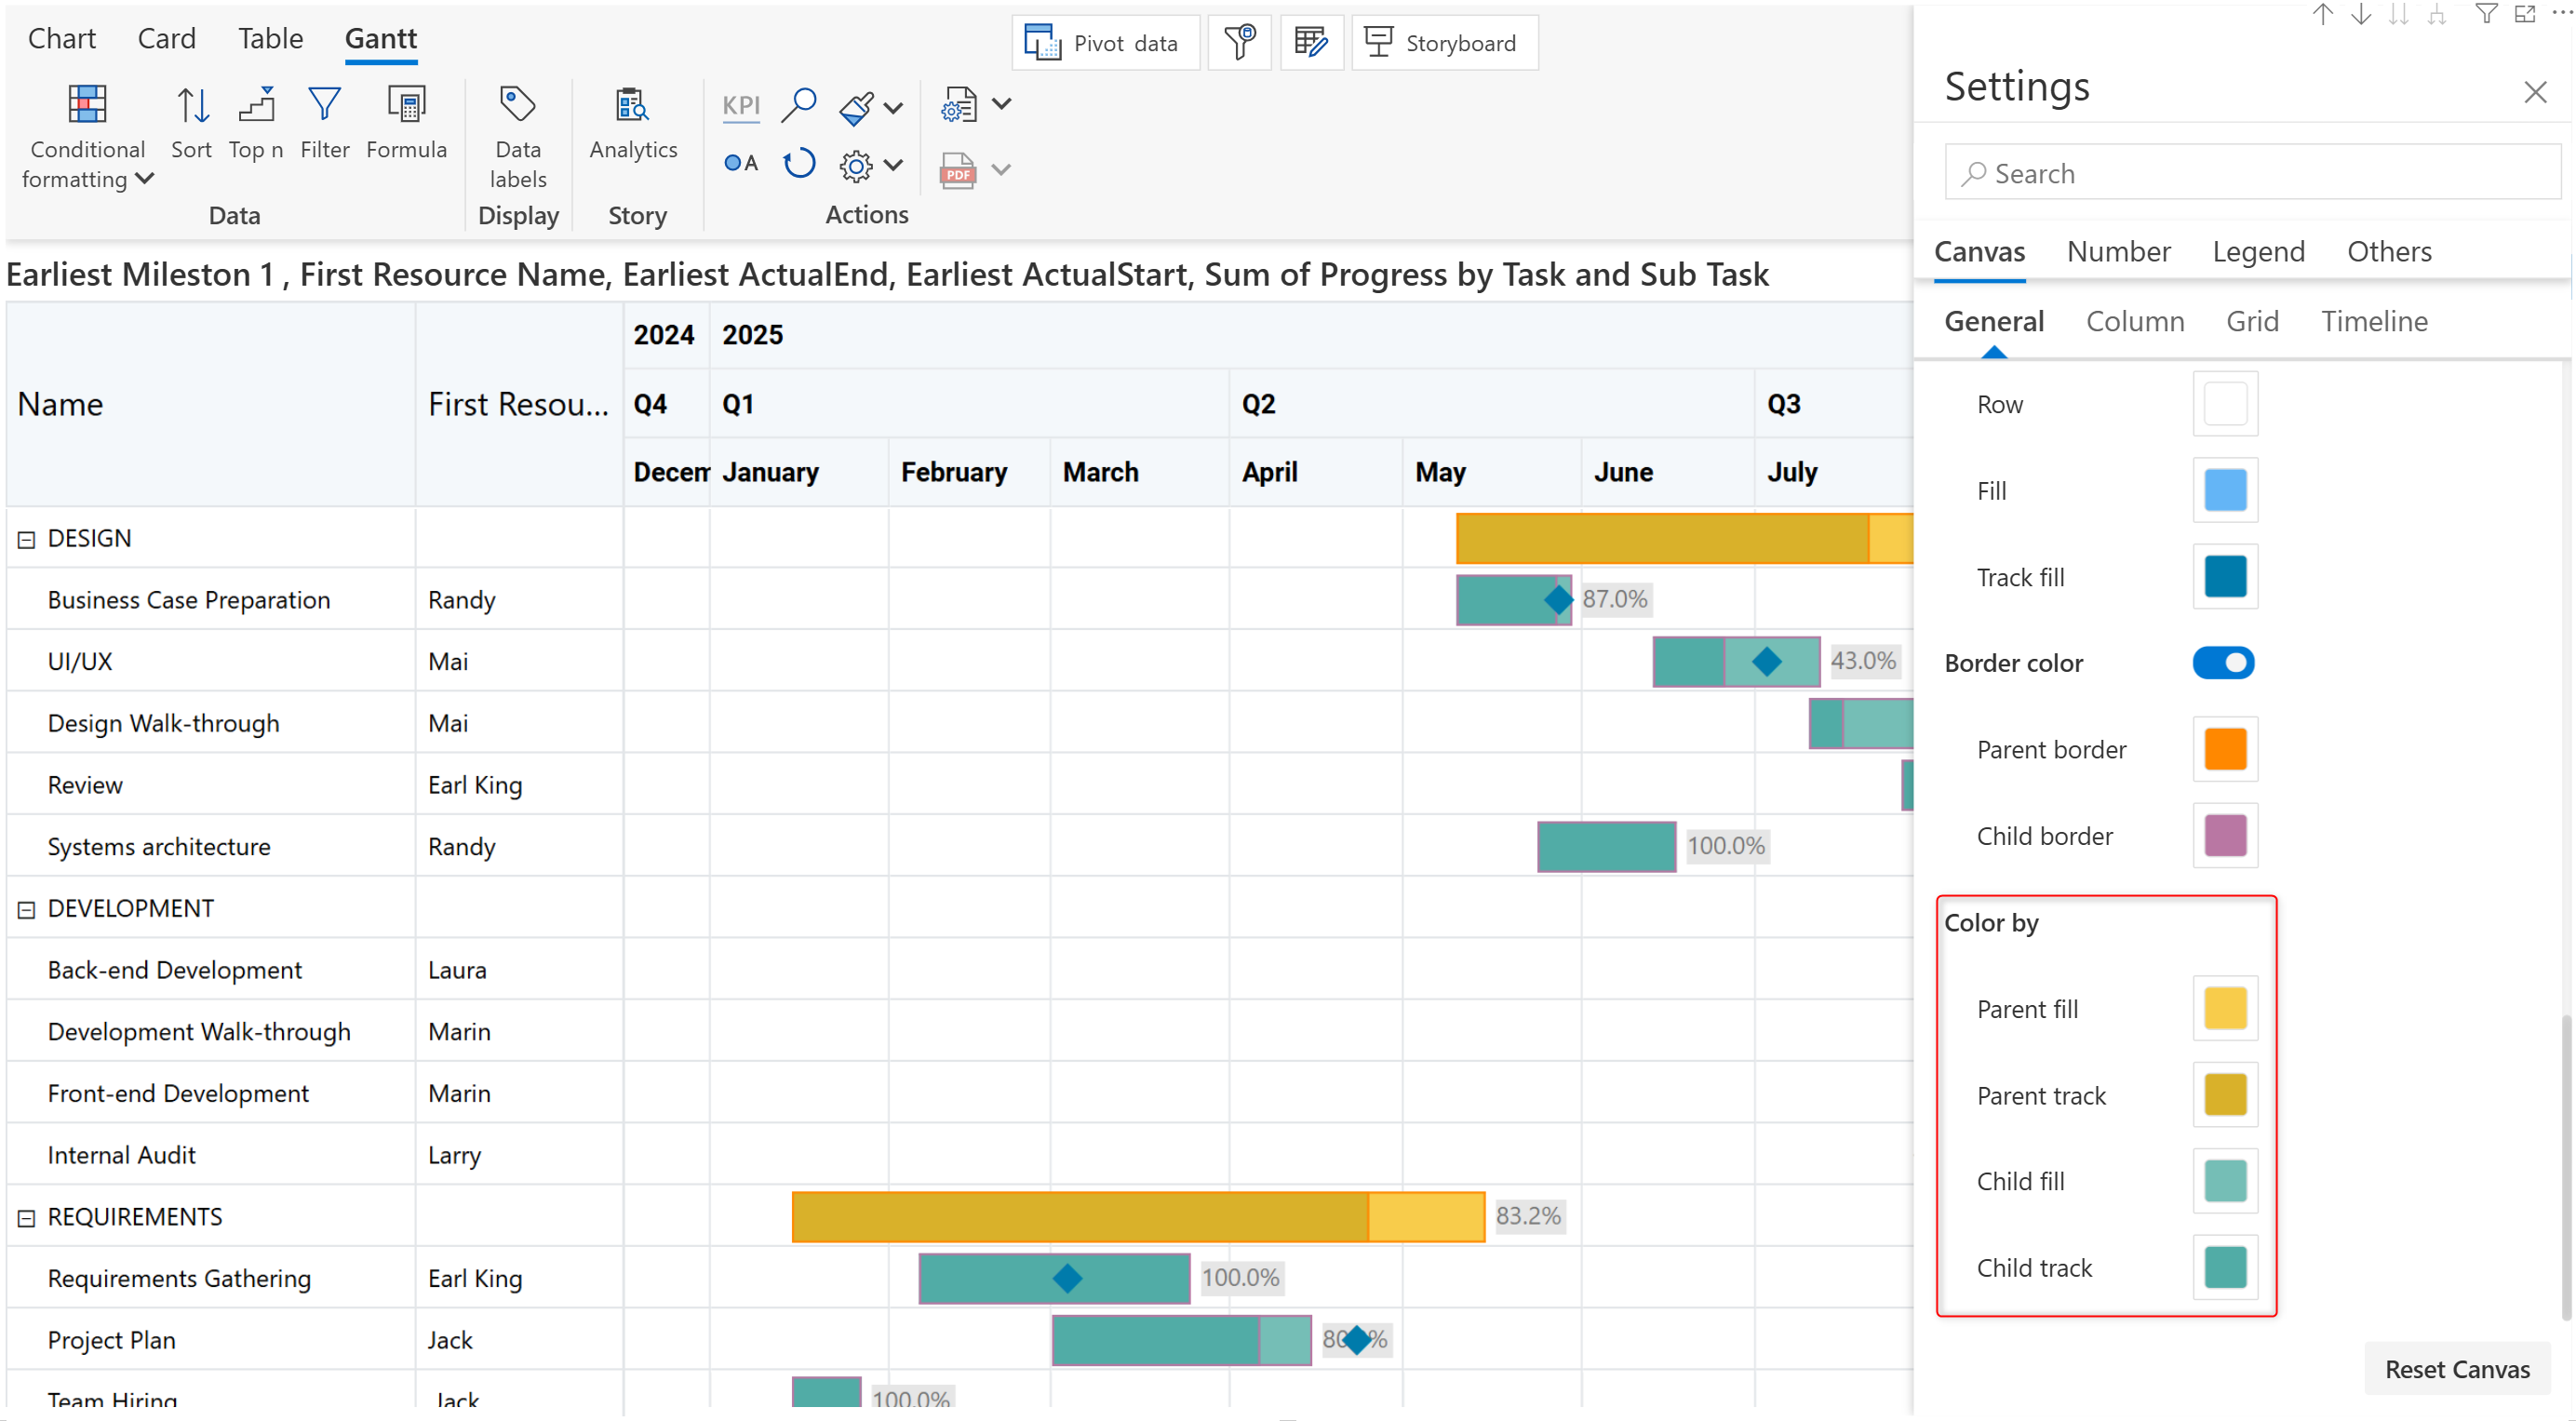 Chart Card Table Gantt
Pivot data
Storyboard
Conditional formatting
Sort
Top n
Filter
Formula
Data labels
Analytics
KPI
A
PDF
Data
Display
Story
Actions
Earliest Mileston 1 , First Resource Name, Earliest ActualEnd, Earliest ActualStart, Sum of Progress by Task and Sub Task
Name
First Resou...
2024 2025
Q4 Q1 Q2 Q3
Decem January February March April May June July
DESIGN
Business Case Preparation Randy 87.0%
UI/UX Mai 43.0%
Design Walk-through Mai
Review Earl King
Systems architecture Randy 100.0%
DEVELOPMENT
Back-end Development Laura
Development Walk-through Marin
Front-end Development Marin
Internal Audit Larry
REQUIREMENTS 83.2%
Requirements Gathering Earl King 100.0%
Project Plan Jack
Team Hiring Jack 100.0%
Settings
Search
Canvas Number Legend Others
General Column Grid Timeline
Row
Fill
Track fill
Border color
Parent border
Child border
Color by
Parent fill
Parent track
Child fill
Child track
Reset Canvas